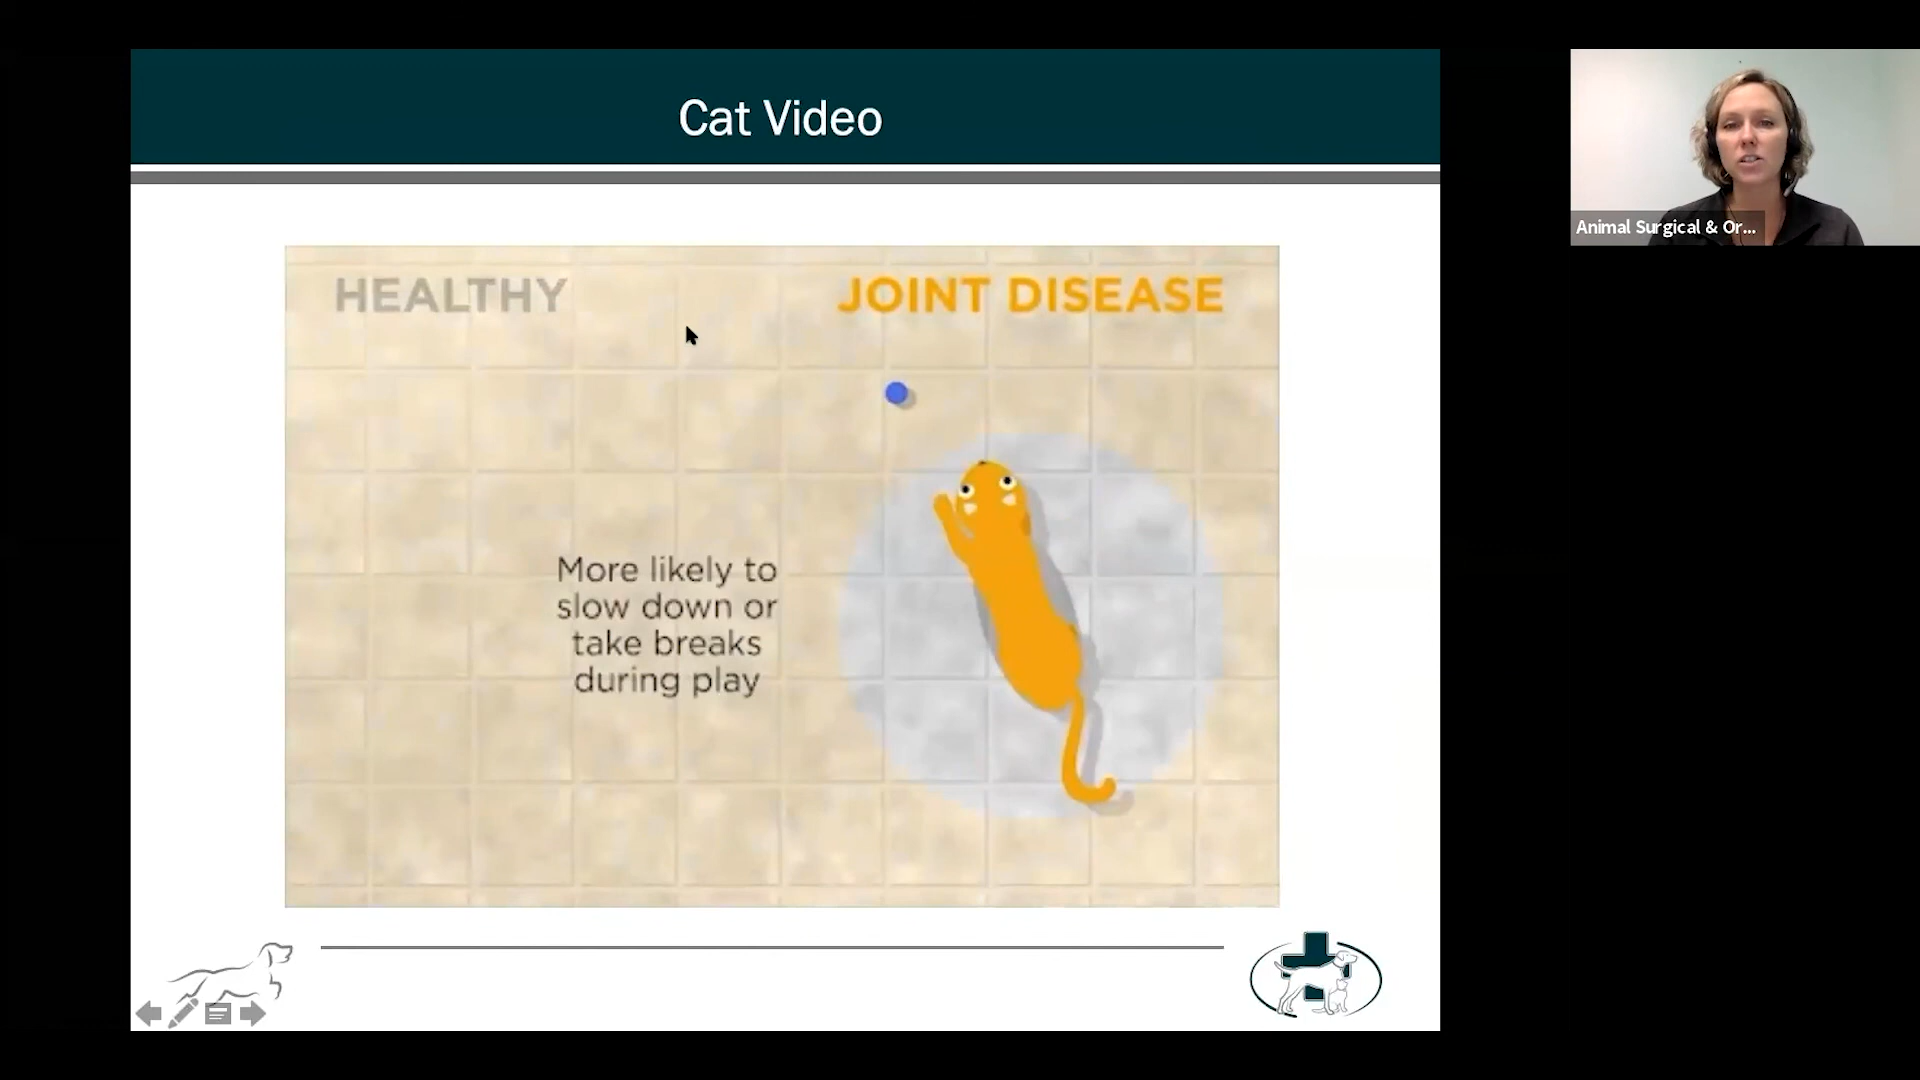 Cat Video
Animal Surgical & Or...
HEALTHY
JOINT DISEASE
More likely to
slow down or
take breaks
during play